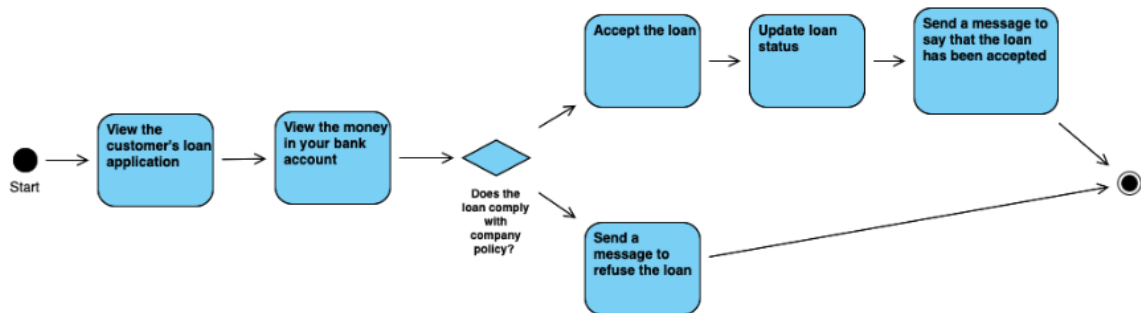 Start
View the
customer's loan
application
View the money
in your bank
account
Does the
loan comply
with
company
policy?
Accept the loan
Update loan
status
Send a message to
say that the loan
has been accepted
Send a
message to
refuse the loan